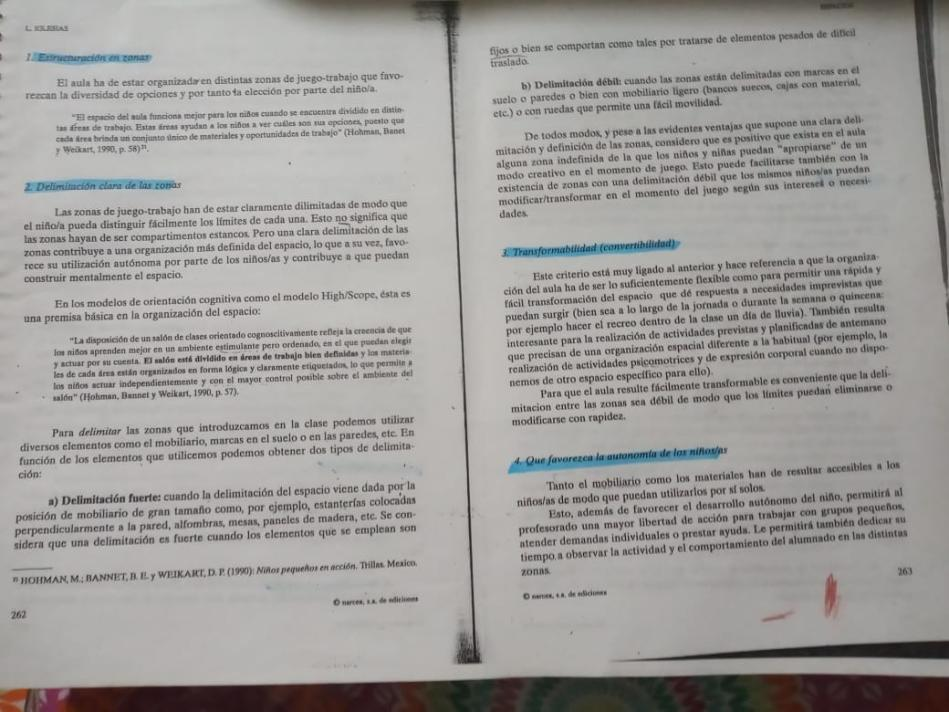 L. IGLESIAS
1. Estructuración en zonas
El aula ha de estar organizada en distintas zonas de juego-trabajo que favo-
rezcan la diversidad de opciones y por tanto la elección por parte del niño/a.
"El espacio del aula funciona mejor para los niños cuando se encuentra dividido en distin-
tas áreas de trabajo. Estas áreas ayudan a los niños a ver cuáles son sus opciones, puesto que
cada área brinda un conjunto único de materiales y oportunidades de trabajo" (Hohman, Banet
y Weikart, 1990, p. 58)³¹.
2. Delimitación clara de las zonas
Las zonas de juego-trabajo han de estar claramente dilimitadas de modo que
el niño/a pueda distinguir fácilmente los límites de cada una. Esto no significa que
las zonas hayan de ser compartimentos estancos. Pero una clara delimitación de las
zonas contribuye a una organización más definida del espacio, lo que a su vez, favo-
rece su utilización autónoma por parte de los niños/as y contribuye a que puedan
construir mentalmente el espacio.
En los modelos de orientación cognitiva como el modelo High/Scope, ésta es
una premisa básica en la organización del espacio:
"La disposición de un salón de clases orientado cognoscitivamente refleja la creencia de que
los niños aprenden mejor en un ambiente estimulante pero ordenado, en el que puedan elegir
y actuar por su cuenta. El salón está dividido en áreas de trabajo bien definidas y los materia-
les de cada área están organizados en forma lógica y claramente etiquetados, lo que permite a
los niños actuar independientemente y con el mayor control posible sobre el ambiente del
salón" (Hohman, Bannet y Weikart, 1990, p. 57).
Para delimitar las zonas que introduzcamos en la clase podemos utilizar
diversos elementos como el mobiliario, marcas en el suelo o en las paredes, etc. En
función de los elementos que utilicemos podemos obtener dos tipos de delimita-
ción:
a) Delimitación fuerte: cuando la delimitación del espacio viene dada por la
posición de mobiliario de gran tamaño como, por ejemplo, estanterías colocadas
perpendicularmente a la pared, alfombras, mesas, paneles de madera, etc. Se con-
sidera que una delimitación es fuerte cuando los elementos que se emplean son
HOHMAN, M.; BANNET, B. E. y WEIKART, D. P. (1990): Niños pequeños en acción. Trillas. Mexico.
© narcea, s.a. de ediciones
262
ESPACIOS
fijos o bien se comportan como tales por tratarse de elementos pesados de difícil
traslado.
b) Delimitación débil: cuando las zonas están delimitadas con marcas en el
suelo o paredes o bien con mobiliario ligero (bancos suecos, cajas con material,
etc.) o con ruedas que permite una fácil movilidad.
De todos modos, y pese a las evidentes ventajas que supone una clara deli-
mitación y definición de las zonas, considero que es positivo que exista en el aula
alguna zona indefinida de la que los niños y niñas puedan "apropiarse" de un
modo creativo en el momento de juego. Esto puede facilitarse también con la
existencia de zonas con una delimitación débil que los mismos niños/as puedan
modificar/transformar en el momento del juego según sus intereses o necesi-
dades.
3. Transformabilidad (convertibilidad)
Este criterio está muy ligado al anterior y hace referencia a que la organiza-
ción del aula ha de ser lo suficientemente flexible como para permitir una rápida y
fácil transformación del espacio que dé respuesta a necesidades imprevistas que
puedan surgir (bien sea a lo largo de la jornada o durante la semana o quincena:
por ejemplo hacer el recreo dentro de la clase un día de lluvia). También resulta
interesante para la realización de actividades previstas y planificadas de antemano
que precisan de una organización espacial diferente a la habitual (por ejemplo, la
realización de actividades psicomotrices y de expresión corporal cuando no dispo-
nemos de otro espacio específico para ello).
Para que el aula resulte fácilmente transformable es conveniente que la deli-
mitacion entre las zonas sea débil de modo que los límites puedan eliminarse o
modificarse con rapidez.
4. Que favorezca la autonomía de los niños/as
Tanto el mobiliario como los materiales han de resultar accesibles a los
niños/as de modo que puedan utilizarlos por sí solos.
Esto, además de favorecer el desarrollo autónomo del niño, permitirá al
profesorado una mayor libertad de acción para trabajar con grupos pequeños,
atender demandas individuales o prestar ayuda. Le permitirá también dedicar su
tiempo a observar la actividad y el comportamiento del alumnado en las distintas
zonas.
© narcea, s.a. de ediciones
263